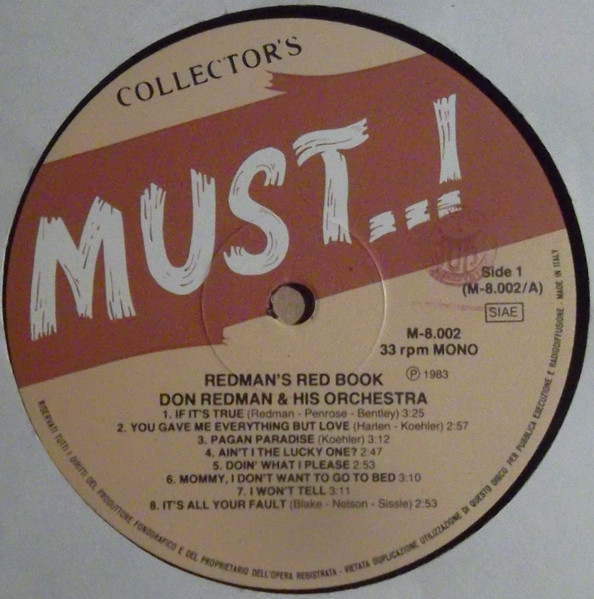 COLLECTOR'S
MUST..!
Side 1
(M-8.002/A)
SIAE
M-8.002
33 rpm MONO
Ⓟ 1983
REDMAN'S RED BOOK
DON REDMAN & HIS ORCHESTRA
1. IF IT'S TRUE (Redman - Penrose - Bentley) 3:25
2. YOU GAVE ME EVERYTHING BUT LOVE (Harlen - Koehler) 2:57
3. PAGAN PARADISE (Koehler) 3:12
4. AIN'T I THE LUCKY ONE? 2:47
5. DOIN' WHAT I PLEASE 2:53
6. MOMMY, I DON'T WANT TO GO TO BED 3:10
7. I WON'T TELL 3:11
8. IT'S ALL YOUR FAULT (Blake - Nelson - Sissle) 2:53
RISERVATI TUTTI I DIRITTI DEL PRODUTTORE FONOGRAFICO E DEL PROPRIETARIO DELL'OPERA REGISTRATA - VIETATA DUPLICAZIONE UTILIZZAZIONE DI QUESTO DISCO PER PUBBLICA ESECUZIONE E RADIODIFFUSIONE - MADE IN ITALY